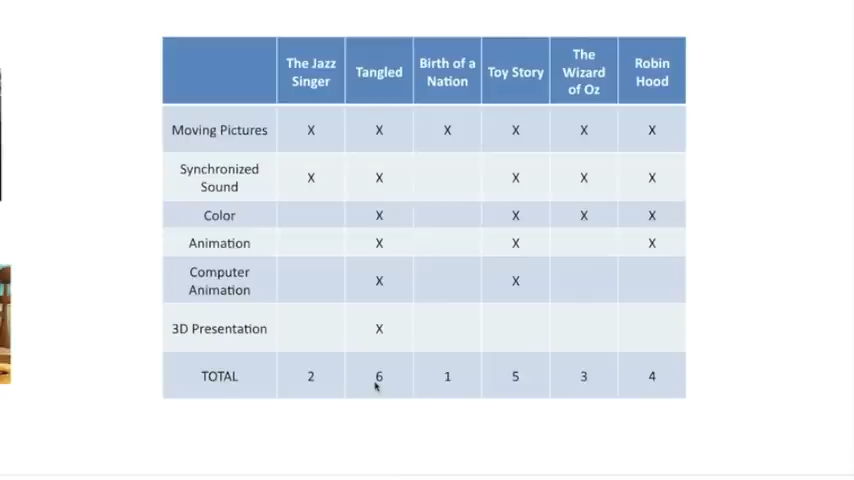 The Jazz Singer Tangled Birth of a Nation Toy Story The Wizard of Oz Robin Hood
Moving Pictures X X X X X X
Synchronized Sound X X X X X
Color X X X X
Animation X X X
Computer Animation X X
3D Presentation X
TOTAL 2 6 1 5 3 4